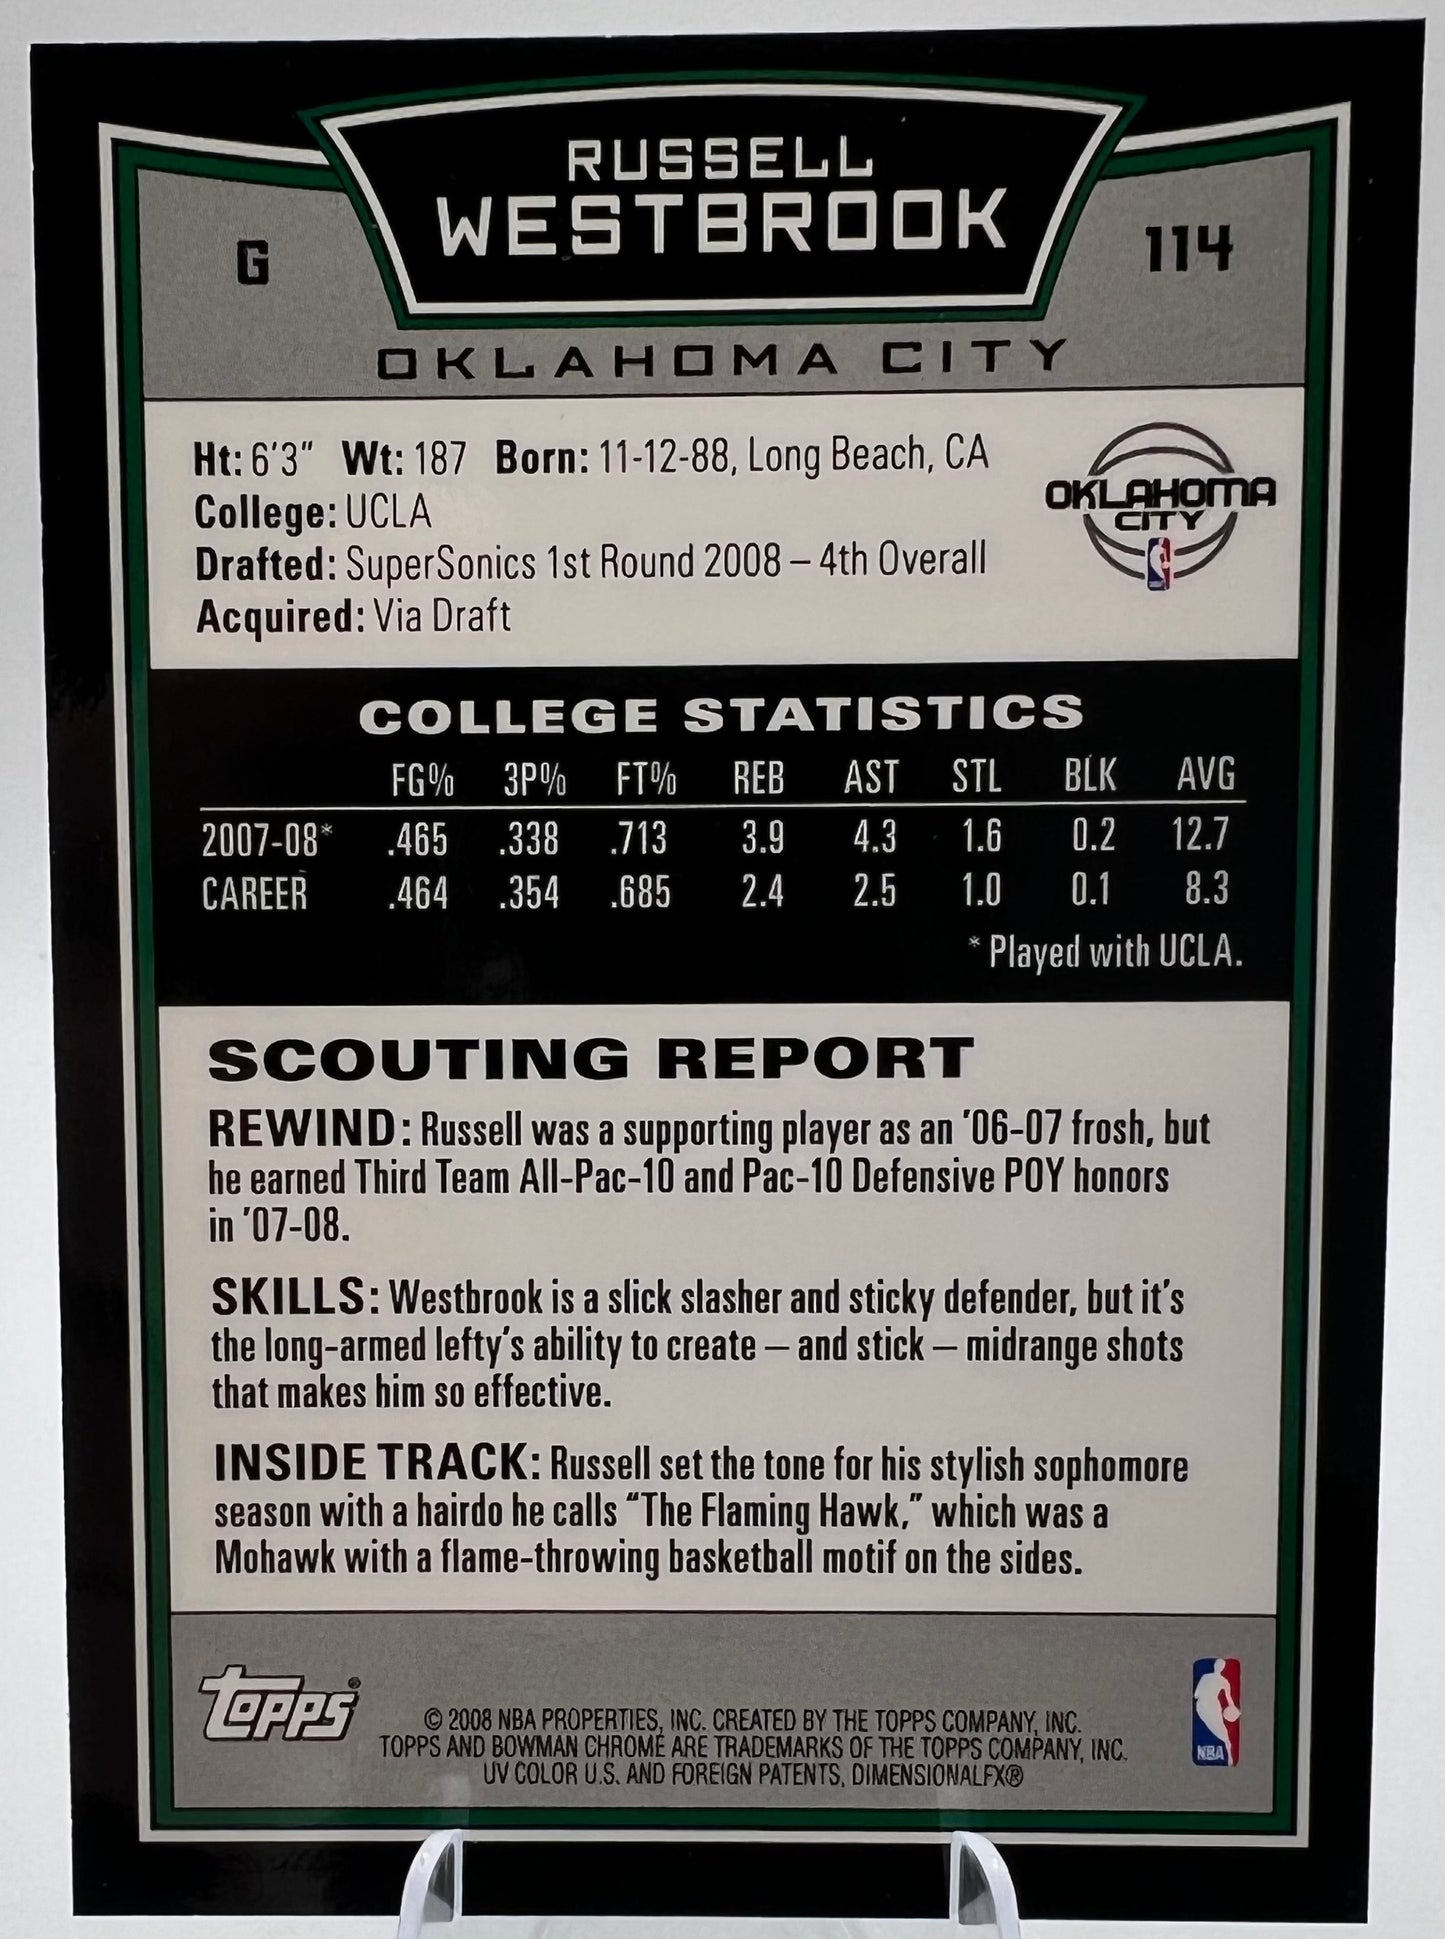 RUSSELL
WESTBROOK
G
114
OKLAHOMA CITY
Ht: 6'3" Wt: 187 Born: 11-12-88, Long Beach, CA
College: UCLA
Drafted: SuperSonics 1st Round 2008 – 4th Overall
Acquired: Via Draft
OKLAHOMA
CITY
COLLEGE STATISTICS
FG% 3P% FT% REB AST STL BLK AVG
2007-08* .465 .338 .713 3.9 4.3 1.6 0.2 12.7
CAREER .464 .354 .685 2.4 2.5 1.0 0.1 8.3
* Played with UCLA.
SCOUTING REPORT
REWIND: Russell was a supporting player as an '06-07 frosh, but
he earned Third Team All-Pac-10 and Pac-10 Defensive POY honors
in '07-08.
SKILLS: Westbrook is a slick slasher and sticky defender, but it's
the long-armed lefty's ability to create – and stick – midrange shots
that makes him so effective.
INSIDE TRACK: Russell set the tone for his stylish sophomore
season with a hairdo he calls "The Flaming Hawk," which was a
Mohawk with a flame-throwing basketball motif on the sides.
Topps®
© 2008 NBA PROPERTIES, INC. CREATED BY THE TOPPS COMPANY, INC.
TOPPS AND BOWMAN CHROME ARE TRADEMARKS OF THE TOPPS COMPANY, INC.
UV COLOR U.S. AND FOREIGN PATENTS, DIMENSIONALFX®
NBA